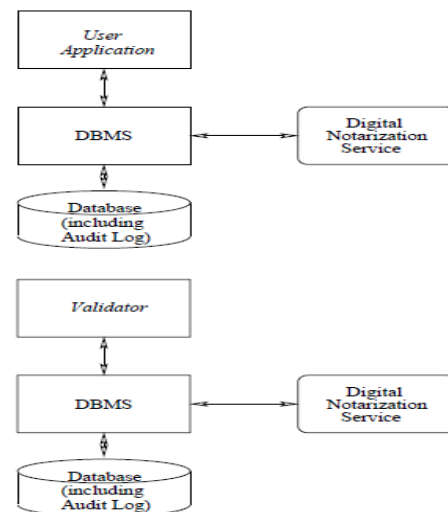 User
Application
DBMS
Digital
Notarization
Service
Database
(including
Audit Log)
Validator
DBMS
Digital
Notarization
Service
Database
(including
Audit Log)